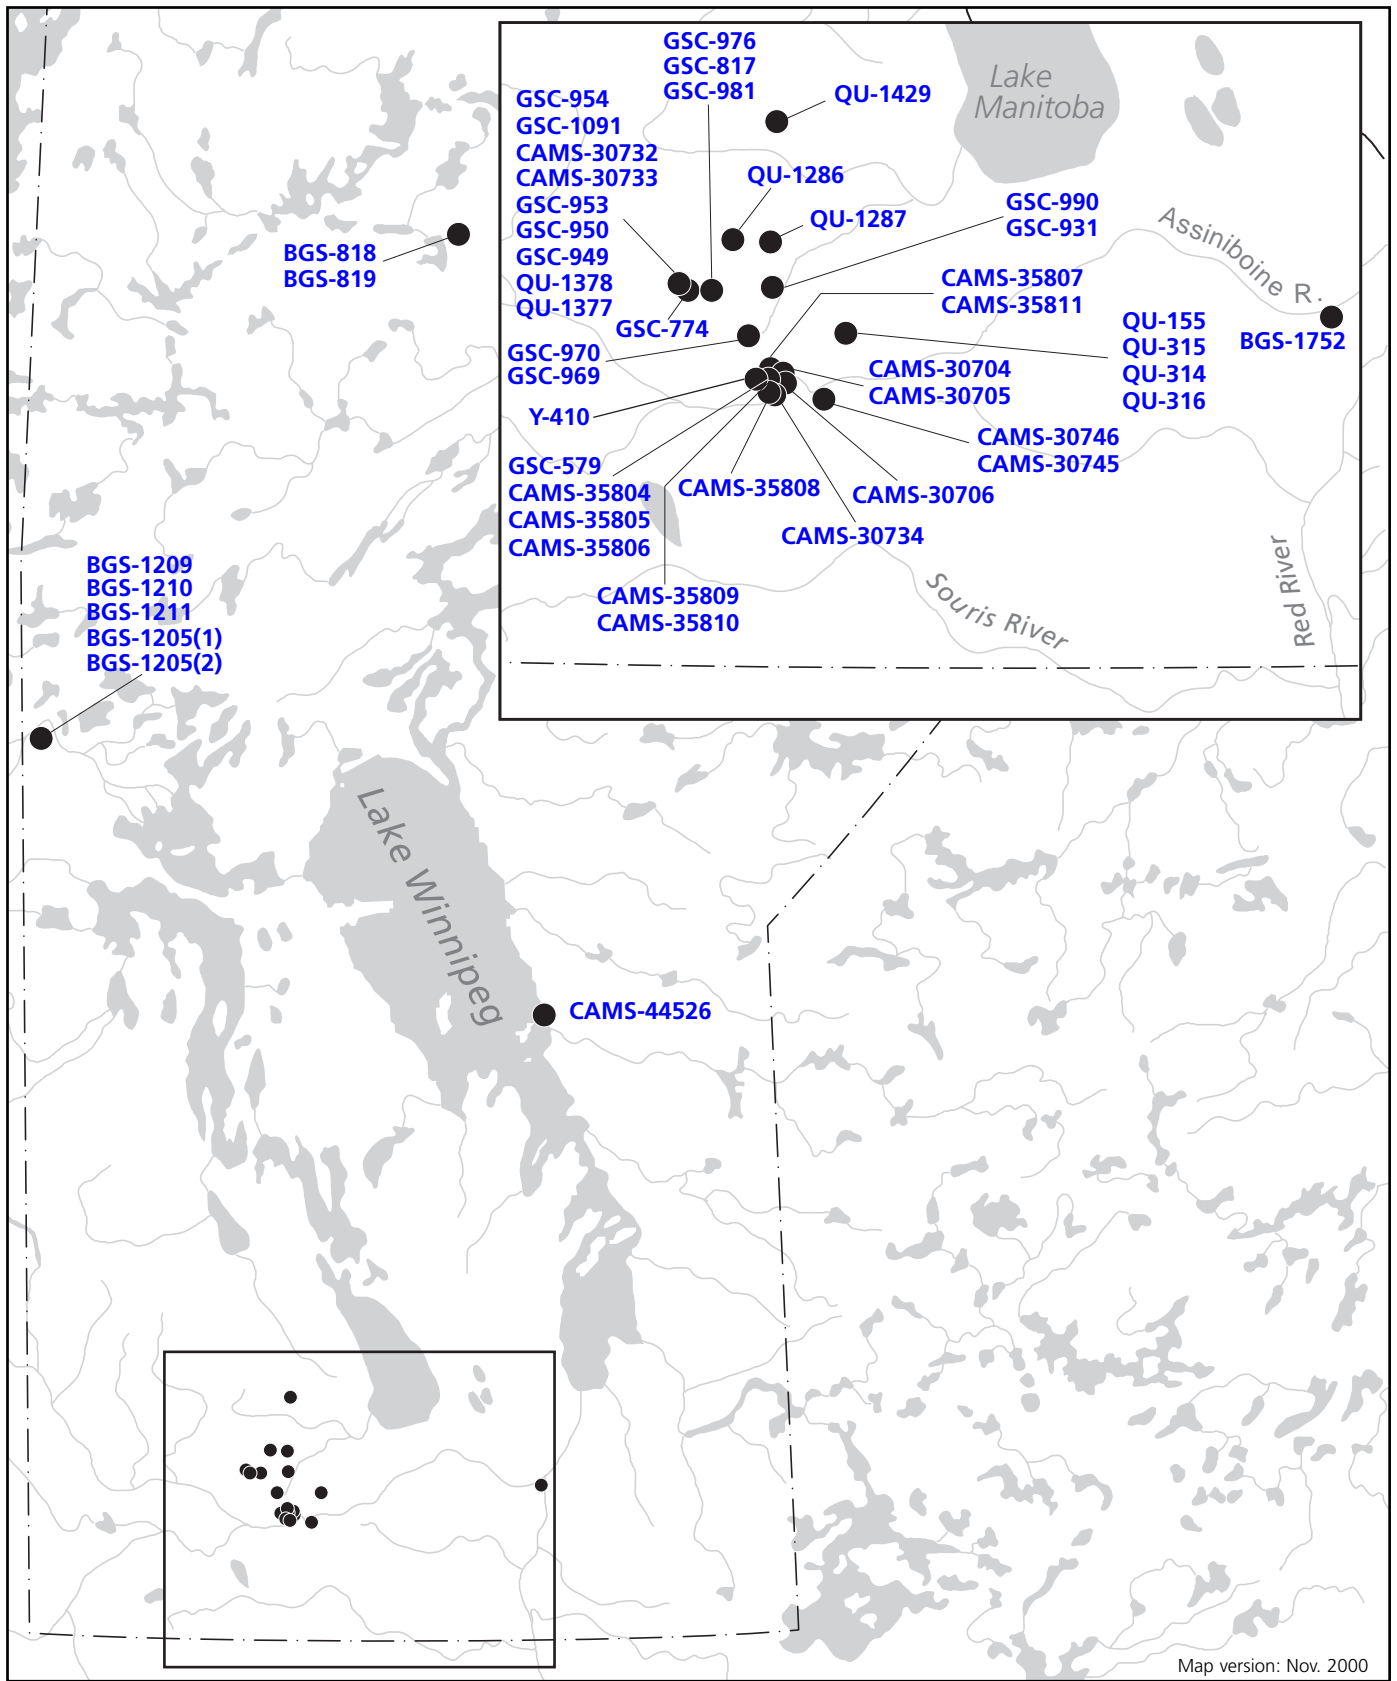 GSC-976
GSC-817
GSC-981
Lake
Manitoba
QU-1429
GSC-954
GSC-1091
CAMS-30732
CAMS-30733
GSC-953
GSC-950
GSC-949
QU-1378
QU-1377
QU-1286
QU-1287
GSC-990
GSC-931
Assiniboine R.
BGS-818
BGS-819
CAMS-35807
CAMS-35811
GSC-774
QU-155
QU-315
QU-314
QU-316
BGS-1752
GSC-970
GSC-969
CAMS-30704
CAMS-30705
Y-410
CAMS-30746
CAMS-30745
GSC-579
CAMS-35804
CAMS-35805
CAMS-35806
CAMS-35808
CAMS-30706
CAMS-30734
CAMS-35809
CAMS-35810
Souris River
Red River
BGS-1209
BGS-1210
BGS-1211
BGS-1205(1)
BGS-1205(2)
Lake Winnipeg
CAMS-44526
Map version: Nov. 2000